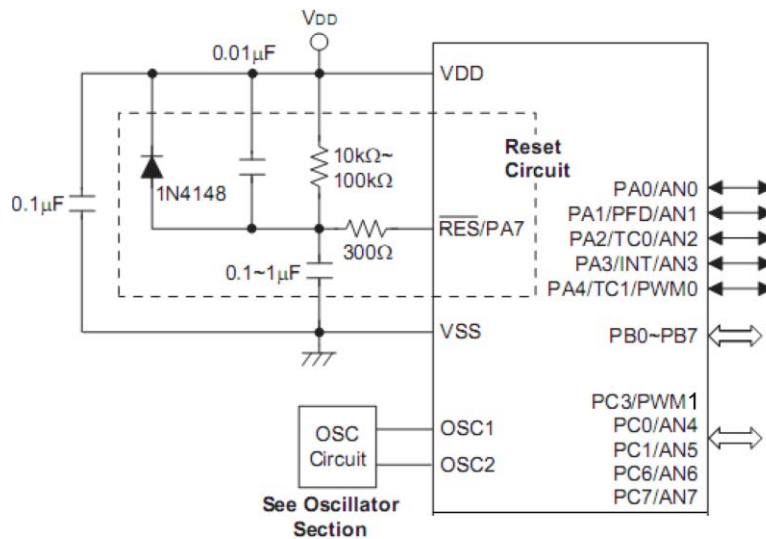 VDD
0.01μF
VDD
Reset
Circuit
10kΩ~
100kΩ
1N4148
0.1μF
300Ω
RES/PA7
0.1~1μF
VSS
PA0/AN0
PA1/PFD/AN1
PA2/TC0/AN2
PA3/INT/AN3
PA4/TC1/PWM0
PB0~PB7
PC3/PWM1
PC0/AN4
PC1/AN5
PC6/AN6
PC7/AN7
OSC
Circuit
OSC1
OSC2
See Oscillator
Section